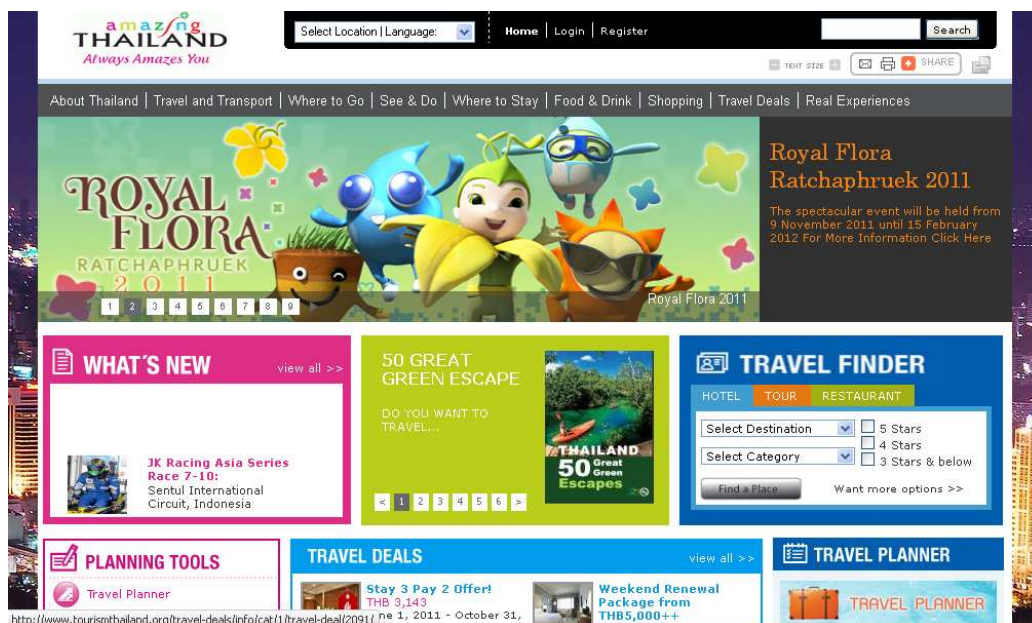 amazing
THAILAND
Always Amazes You
Select Location | Language:
Home | Login | Register
Search
TEXT SIZE
SHARE
About Thailand | Travel and Transport | Where to Go | See & Do | Where to Stay | Food & Drink | Shopping | Travel Deals | Real Experiences
ROYAL
FLORA
RATCHAPHRUEK
2011
1 2 3 4 5 6 7 8 9
Royal Flora 2011
Royal Flora
Ratchaphruek 2011
The spectacular event will be held from
9 November 2011 until 15 February
2012 For More Information Click Here
WHAT'S NEW
view all >>
JK Racing Asia Series
Race 7-10:
Sentul International
Circuit, Indonesia
50 GREAT
GREEN ESCAPE
DO YOU WANT TO
TRAVEL...
THAILAND
50 Great
Green
Escapes
< 1 2 3 4 5 6 >
TRAVEL FINDER
HOTEL TOUR RESTAURANT
Select Destination
Select Category
5 Stars
4 Stars
3 Stars & below
Find a Place
Want more options >>
PLANNING TOOLS
Travel Planner
TRAVEL DEALS
view all >>
Stay 3 Pay 2 Offer!
THB 3,143
ne 1, 2011 - October 31,
Weekend Renewal
Package from
THB5,000++
TRAVEL PLANNER
TRAVEL PLANNER
http://www.tourismthailand.org/travel-deals/info/cat/1/travel-deal/2091/